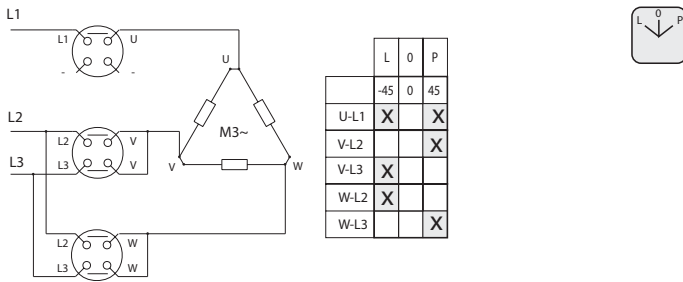 L1
L1 U
- -
U
L2
L2 V
L3 V
L3
M3~
V W
L2 W
L3 W
L 0 P
-45 0 45
U-L1 X X
V-L2 X
V-L3 X
W-L2 X
W-L3 X
L 0 P